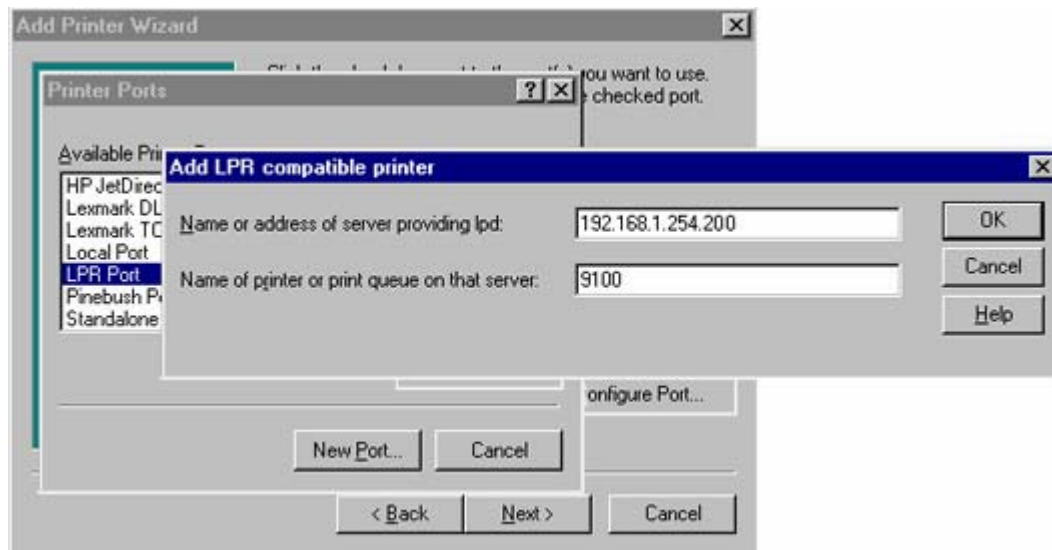 Add Printer Wizard
you want to use.
checked port.
Printer Ports
Available
HP JetDirec
Lexmark DL
Lexmark TC
Local Port
LPR Port
Pinebush
Standalone
Add LPR compatible printer
Name or address of server providing lpd:
192.168.1.254.200
OK
Name of printer or print queue on that server:
9100
Cancel
Help
onfigure Port...
New Port...
Cancel
< Back
Next >
Cancel